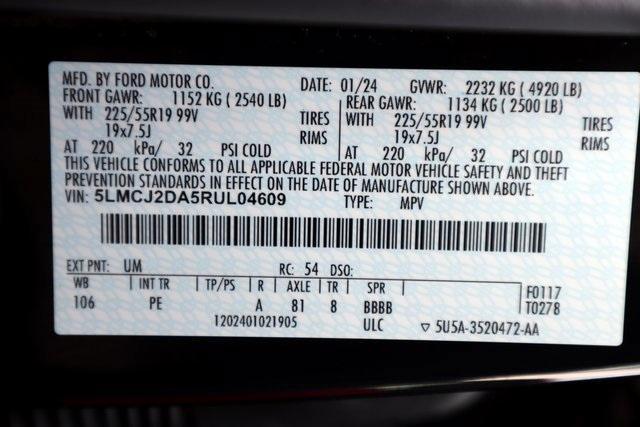 MFD. BY FORD MOTOR CO. DATE: 01/24 GVWR: 2232 KG ( 4920 LB)
FRONT GAWR: 1152 KG ( 2540 LB) REAR GAWR: 1134 KG ( 2500 LB)
WITH 225/55R19 99V TIRES WITH 225/55R19 99V TIRES
19x7.5J RIMS 19x7.5J RIMS
AT 220 kPa/ 32 PSI COLD AT 220 kPa/ 32 PSI COLD
THIS VEHICLE CONFORMS TO ALL APPLICABLE FEDERAL MOTOR VEHICLE SAFETY AND THEFT
PREVENTION STANDARDS IN EFFECT ON THE DATE OF MANUFACTURE SHOWN ABOVE.
VIN: 5LMCJ2DA5RUL04609 TYPE: MPV
EXT PNT: UM RC: 54 DSO:
WB INT TR TP/PS R AXLE TR SPR F0117
106 PE A 81 8 BBBB T0278
1202401021905 ULC ▽ 5U5A-3520472-AA